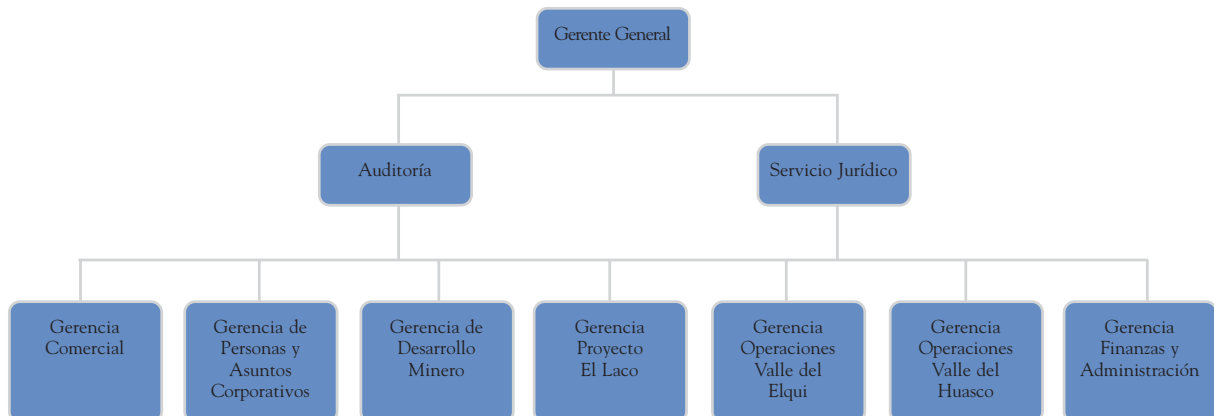 Gerente General
Auditoría
Servicio Jurídico
Gerencia
Comercial
Gerencia de
Personas y
Asuntos
Corporativos
Gerencia de
Desarrollo
Minero
Gerencia
Proyecto
El Laco
Gerencia
Operaciones
Valle del
Elqui
Gerencia
Operaciones
Valle del
Huasco
Gerencia
Finanzas y
Administración